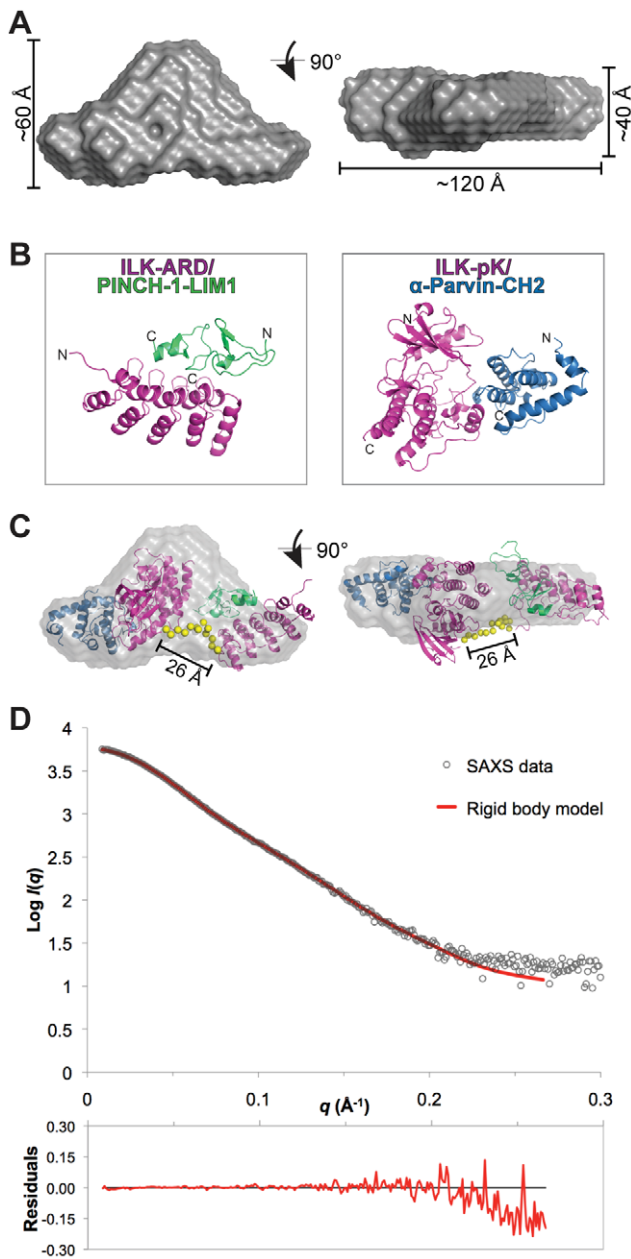 A
~60 Å
90°
~40 Å
~120 Å
B
ILK-ARD/
PINCH-1-LIM1
N
C
N
C
ILK-pK/
α-Parvin-CH2
N
N
C
C
C
90°
26 Å
26 Å
D
4
3.5
3
2.5
2
1.5
1
0.5
0
Log I(q)
SAXS data
Rigid body model
0
0.1
0.2
0.3
q (Å-1)
0.30
0.15
0.00
-0.15
-0.30
Residuals